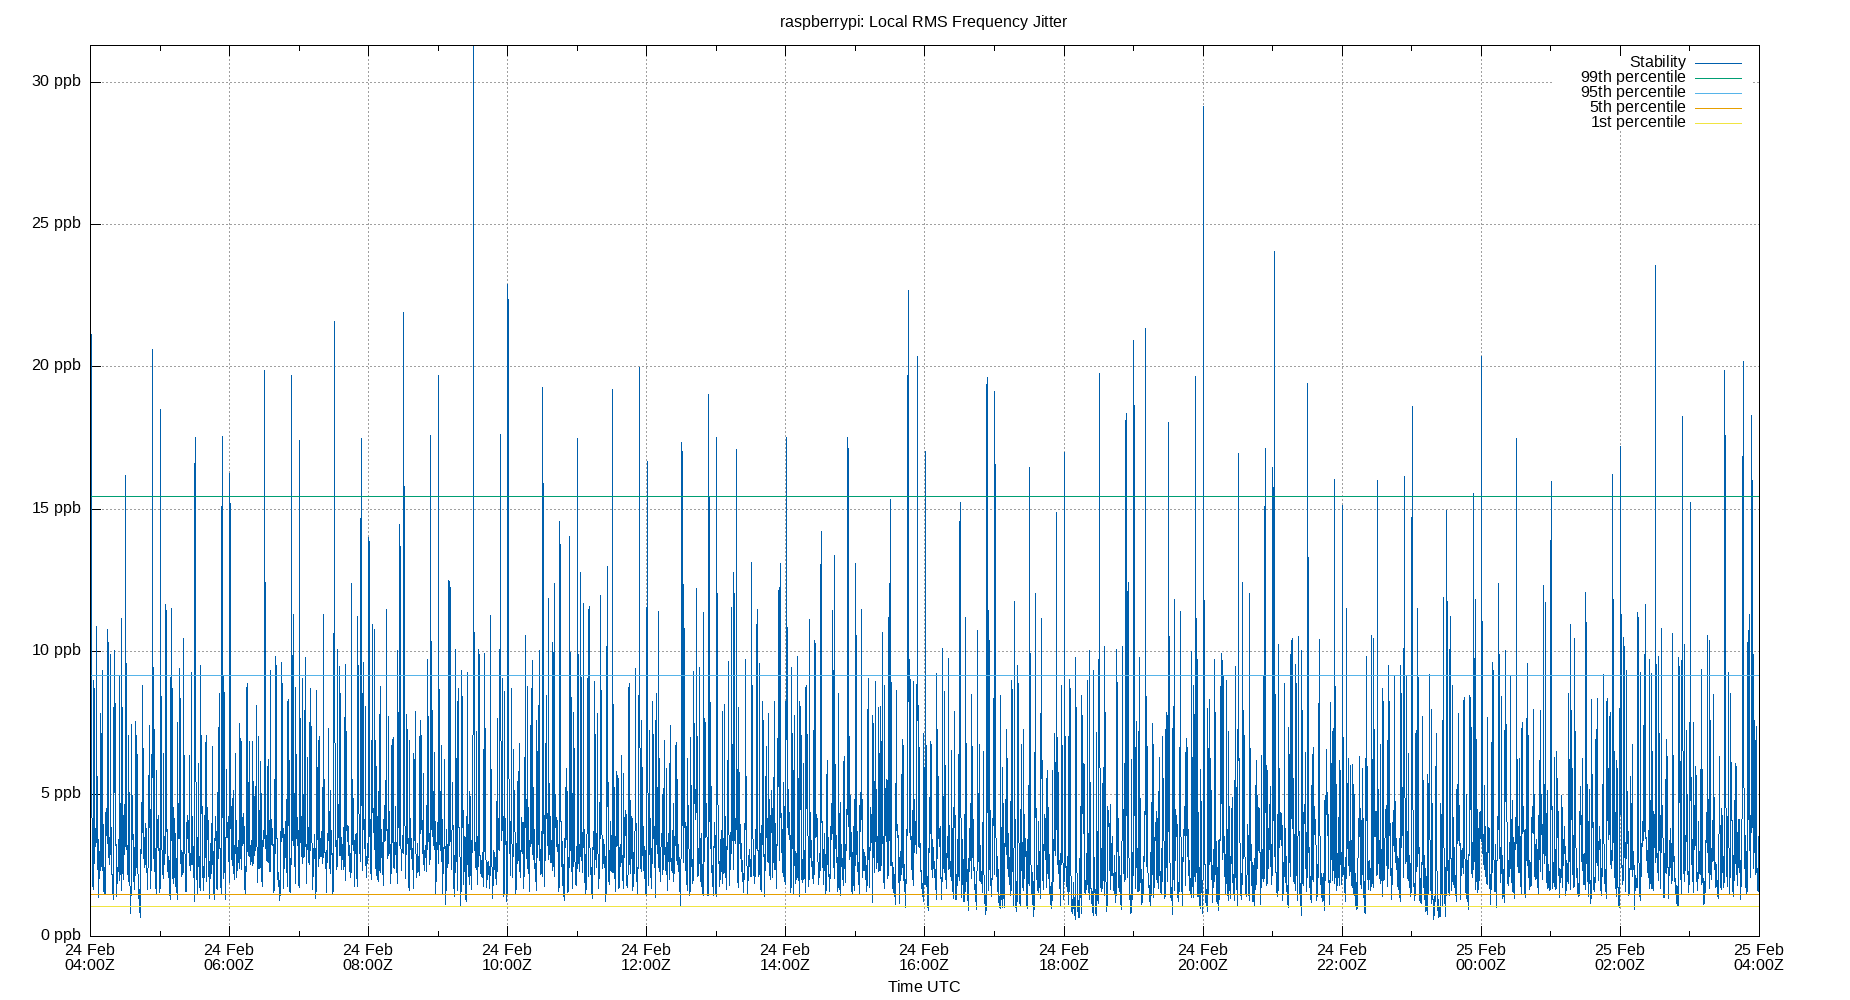 raspberrypi: Local RMS Frequency Jitter
30 ppb
25 ppb
20 ppb
15 ppb
10 ppb
5 ppb
0 ppb
Stability
99th percentile
95th percentile
5th percentile
1st percentile
24 Feb 24 Feb 24 Feb 24 Feb 24 Feb 24 Feb 24 Feb 24 Feb 24 Feb 24 Feb 25 Feb 25 Feb 25 Feb
04:00Z 06:00Z 08:00Z 10:00Z 12:00Z 14:00Z 16:00Z 18:00Z 20:00Z 22:00Z 00:00Z 02:00Z 04:00Z
Time UTC